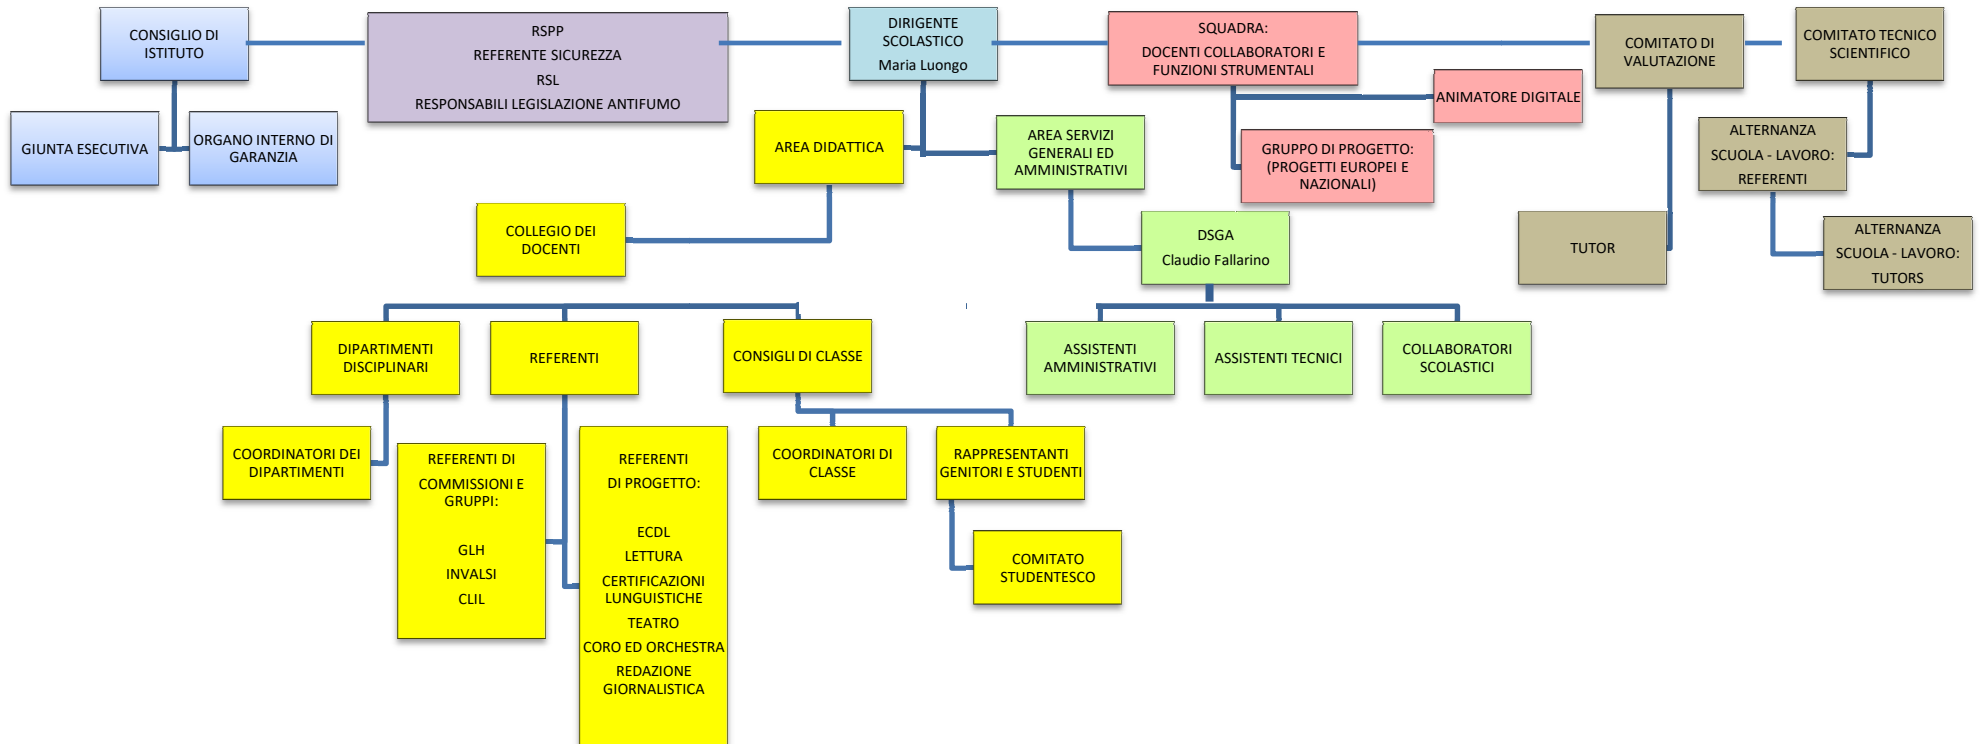 CONSIGLIO DI
ISTITUTO
RSPP
REFERENTE SICUREZZA
RSL
RESPONSABILI LEGISLAZIONE ANTIFUMO
DIRIGENTE
SCOLASTICO
Maria Luongo
SQUADRA:
DOCENTI COLLABORATORI E
FUNZIONI STRUMENTALI
COMITATO DI
VALUTAZIONE
COMITATO TECNICO
SCIENTIFICO
GIUNTA ESECUTIVA
ORGANO INTERNO DI
GARANZIA
AREA DIDATTICA
AREA SERVIZI
GENERALI ED
AMMINISTRATIVI
ANIMATORE DIGITALE
GRUPPO DI PROGETTO:
(PROGETTI EUROPEI E
NAZIONALI)
ALTERNANZA
SCUOLA - LAVORO:
REFERENTI
COLLEGIO DEI
DOCENTI
DSGA
Claudio Fallarino
TUTOR
ALTERNANZA
SCUOLA - LAVORO:
TUTORS
DIPARTIMENTI
DISCIPLINARI
REFERENTI
CONSIGLI DI CLASSE
ASSISTENTI
AMMINISTRATIVI
ASSISTENTI TECNICI
COLLABORATORI
SCOLASTICI
COORDINATORI DEI
DIPARTIMENTI
REFERENTI DI
COMMISSIONI E
GRUPPI:
GLH
INVALSI
CLIL
REFERENTI
DI PROGETTO:
ECDL
LETTURA
CERTIFICAZIONI
LUNGUISTICHE
TEATRO
CORO ED ORCHESTRA
REDAZIONE
GIORNALISTICA
COORDINATORI DI
CLASSE
RAPPRESENTANTI
GENITORI E STUDENTI
COMITATO
STUDENTESCO